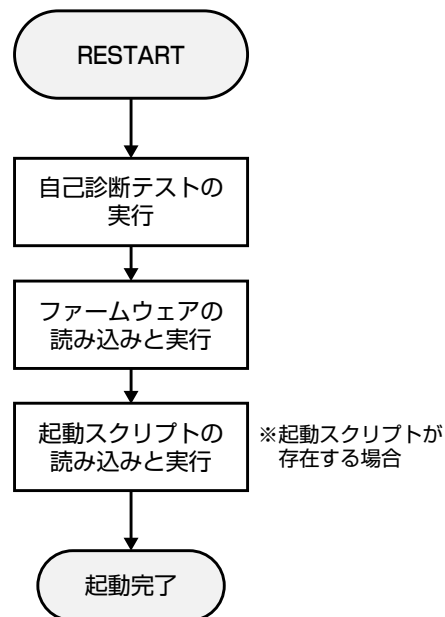 RESTART
自己診断テストの
実行
ファームウェアの
読み込みと実行
起動スクリプトの
読み込みと実行
※起動スクリプトが
存在する場合
起動完了